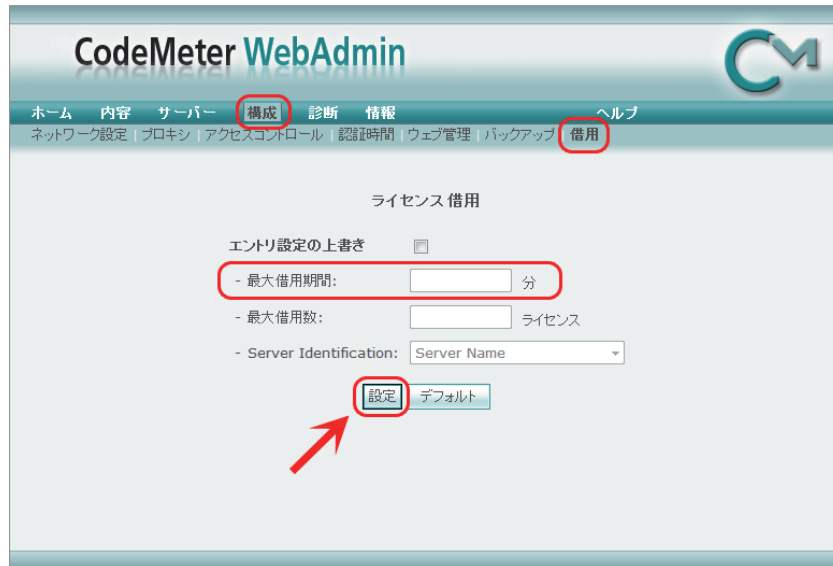 CodeMeter WebAdmin
CM
ホーム 内容 サーバー 構成 診断 情報 ヘルプ
ネットワーク設定 | プロキシ | アクセスコントロール | 認証時間 | ウェブ管理 | バックアップ | 借用
ライセンス借用
エントリ設定の上書き
- 最大借用期間: 分
- 最大借用数: ライセンス
- Server Identification: Server Name
設定 デフォルト